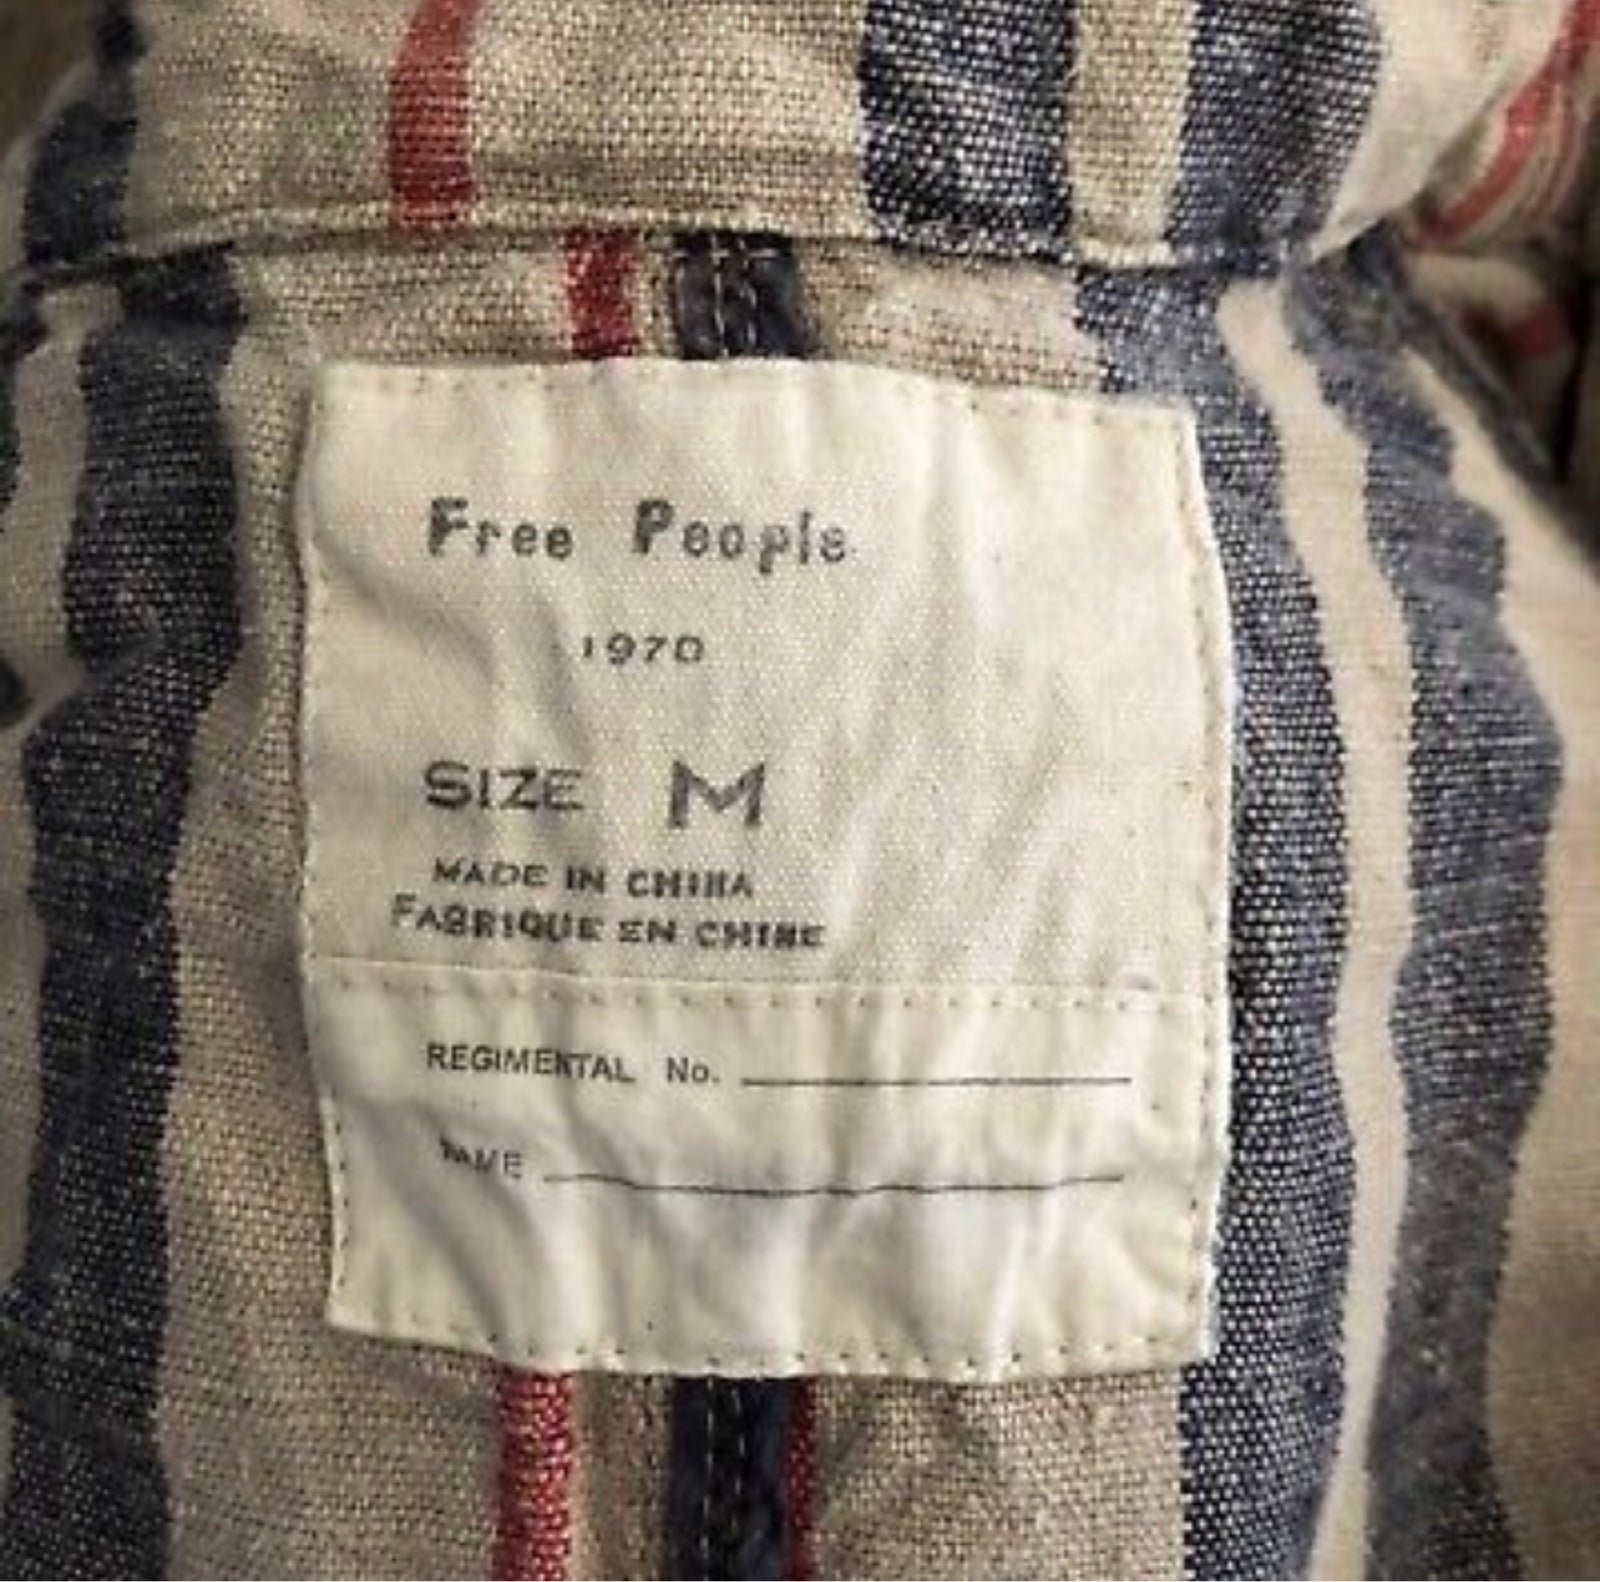 Free People
1970
SIZE M
MADE IN CHINA
FABRIQUE EN CHINE
REGIMENTAL No.
NAME